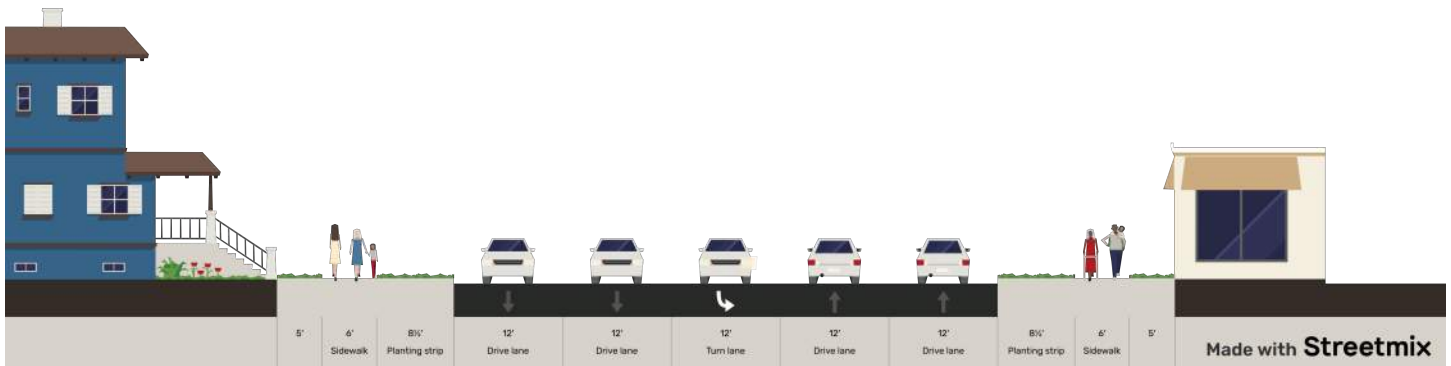 5' 6' 8½' 12' 12' 12' 12' 12' 8½' 6' 5'
Sidewalk Planting strip Drive lane Drive lane Turn lane Drive lane Drive lane Planting strip Sidewalk
Made with Streetmix